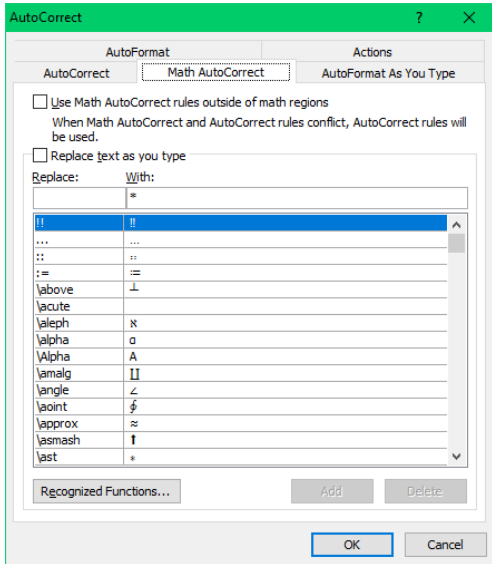 AutoCorrect ? ×
AutoFormat Actions
AutoCorrect Math AutoCorrect AutoFormat As You Type
Use Math AutoCorrect rules outside of math regions
When Math AutoCorrect and AutoCorrect rules conflict, AutoCorrect rules will
be used.
Replace text as you type
Replace: With:
*
!! ‼
... …
:: ∷
:= ≔
\above ┴
\acute
\aleph ℵ
\alpha α
\Alpha Α
\amalg ∐
\angle ∠
\aoint ∳
\approx ≈
\asmash ⬆
\ast ∗
Recognized Functions... Add Delete
OK Cancel